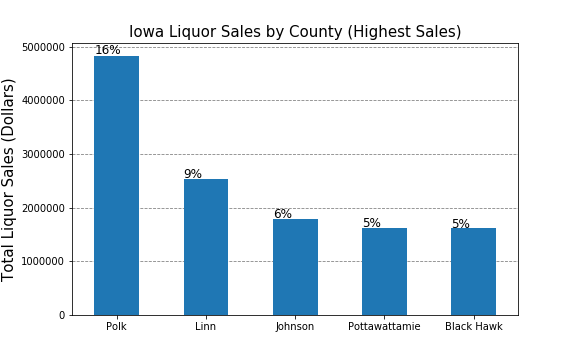 Iowa Liquor Sales by County (Highest Sales)
Total Liquor Sales (Dollars)
5000000
4000000
3000000
2000000
1000000
0
16%
9%
6%
5%
5%
Polk
Linn
Johnson
Pottawattamie
Black Hawk